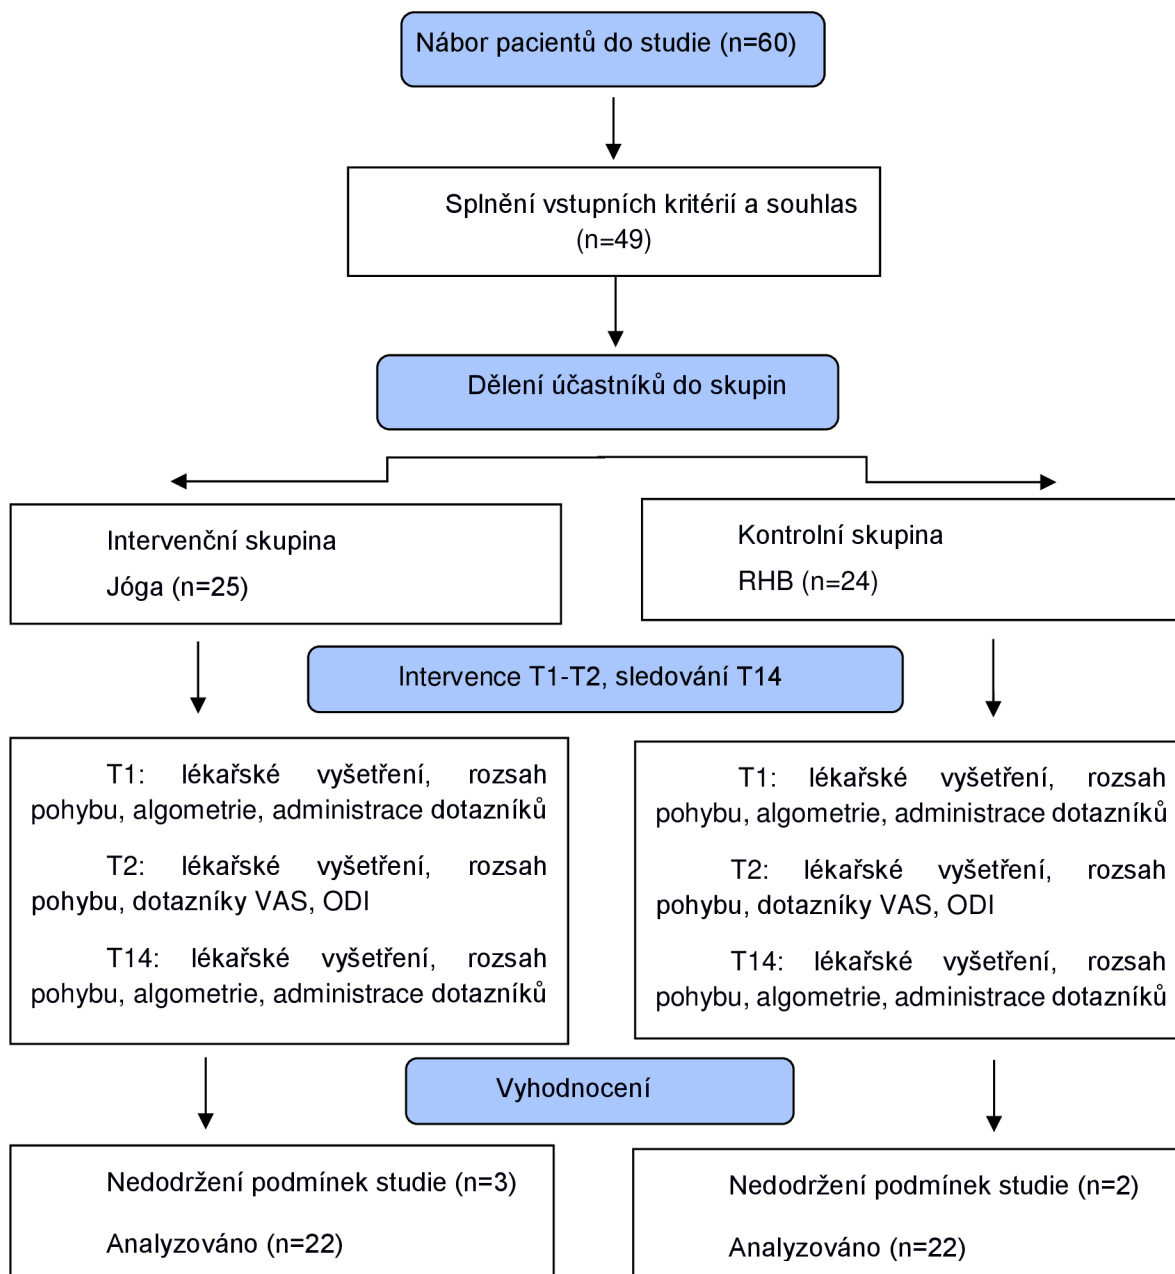 Nábor pacientů do studie (n=60)
Splnění vstupních kritérií a souhlas
(n=49)
Dělení účastníků do skupin
Intervenční skupina
Jóga (n=25)
Kontrolní skupina
RHB (n=24)
Intervence T1-T2, sledování T14
T1: lékařské vyšetření, rozsah
pohybu, algometrie, administrace dotazníků
T2: lékařské vyšetření, rozsah
pohybu, dotazníky VAS, ODI
T14: lékařské vyšetření, rozsah
pohybu, algometrie, administrace dotazníků
T1: lékařské vyšetření, rozsah
pohybu, algometrie, administrace dotazníků
T2: lékařské vyšetření, rozsah
pohybu, dotazníky VAS, ODI
T14: lékařské vyšetření, rozsah
pohybu, algometrie, administrace dotazníků
Vyhodnocení
Nedodržení podmínek studie (n=3)
Analyzováno (n=22)
Nedodržení podmínek studie (n=2)
Analyzováno (n=22)